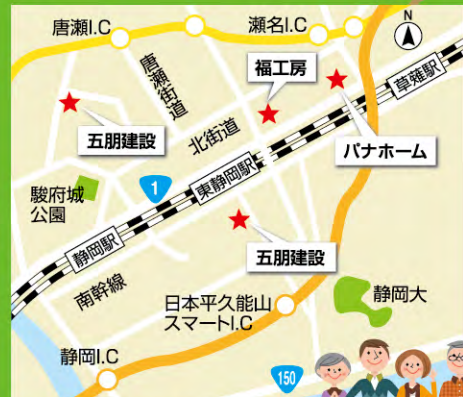 唐瀬I.C
瀬名I.C
N
唐瀬街道
福工房
草薙駅
北街道
五朋建設
パナホーム
駿府城
公園
1
東静岡駅
静岡駅
五朋建設
南幹線
日本平久能山
スマートI.C
静岡大
静岡I.C
150